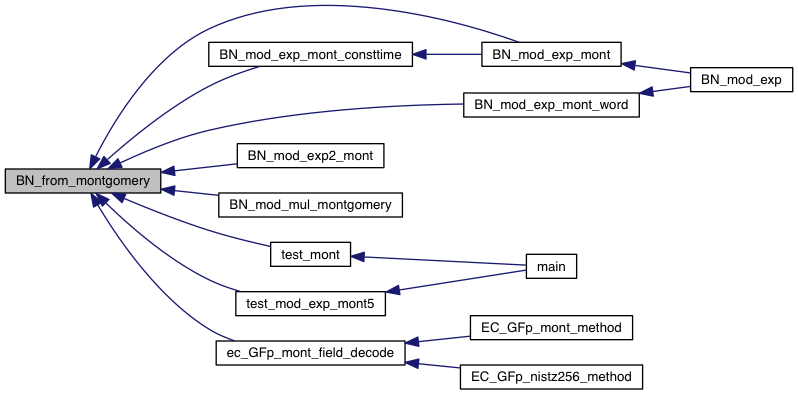 BN_mod_exp_mont_consttime
BN_mod_exp_mont
BN_mod_exp
BN_mod_exp_mont_word
BN_mod_exp2_mont
BN_from_montgomery
BN_mod_mul_montgomery
test_mont
main
test_mod_exp_mont5
EC_GFp_mont_method
ec_GFp_mont_field_decode
EC_GFp_nistz256_method